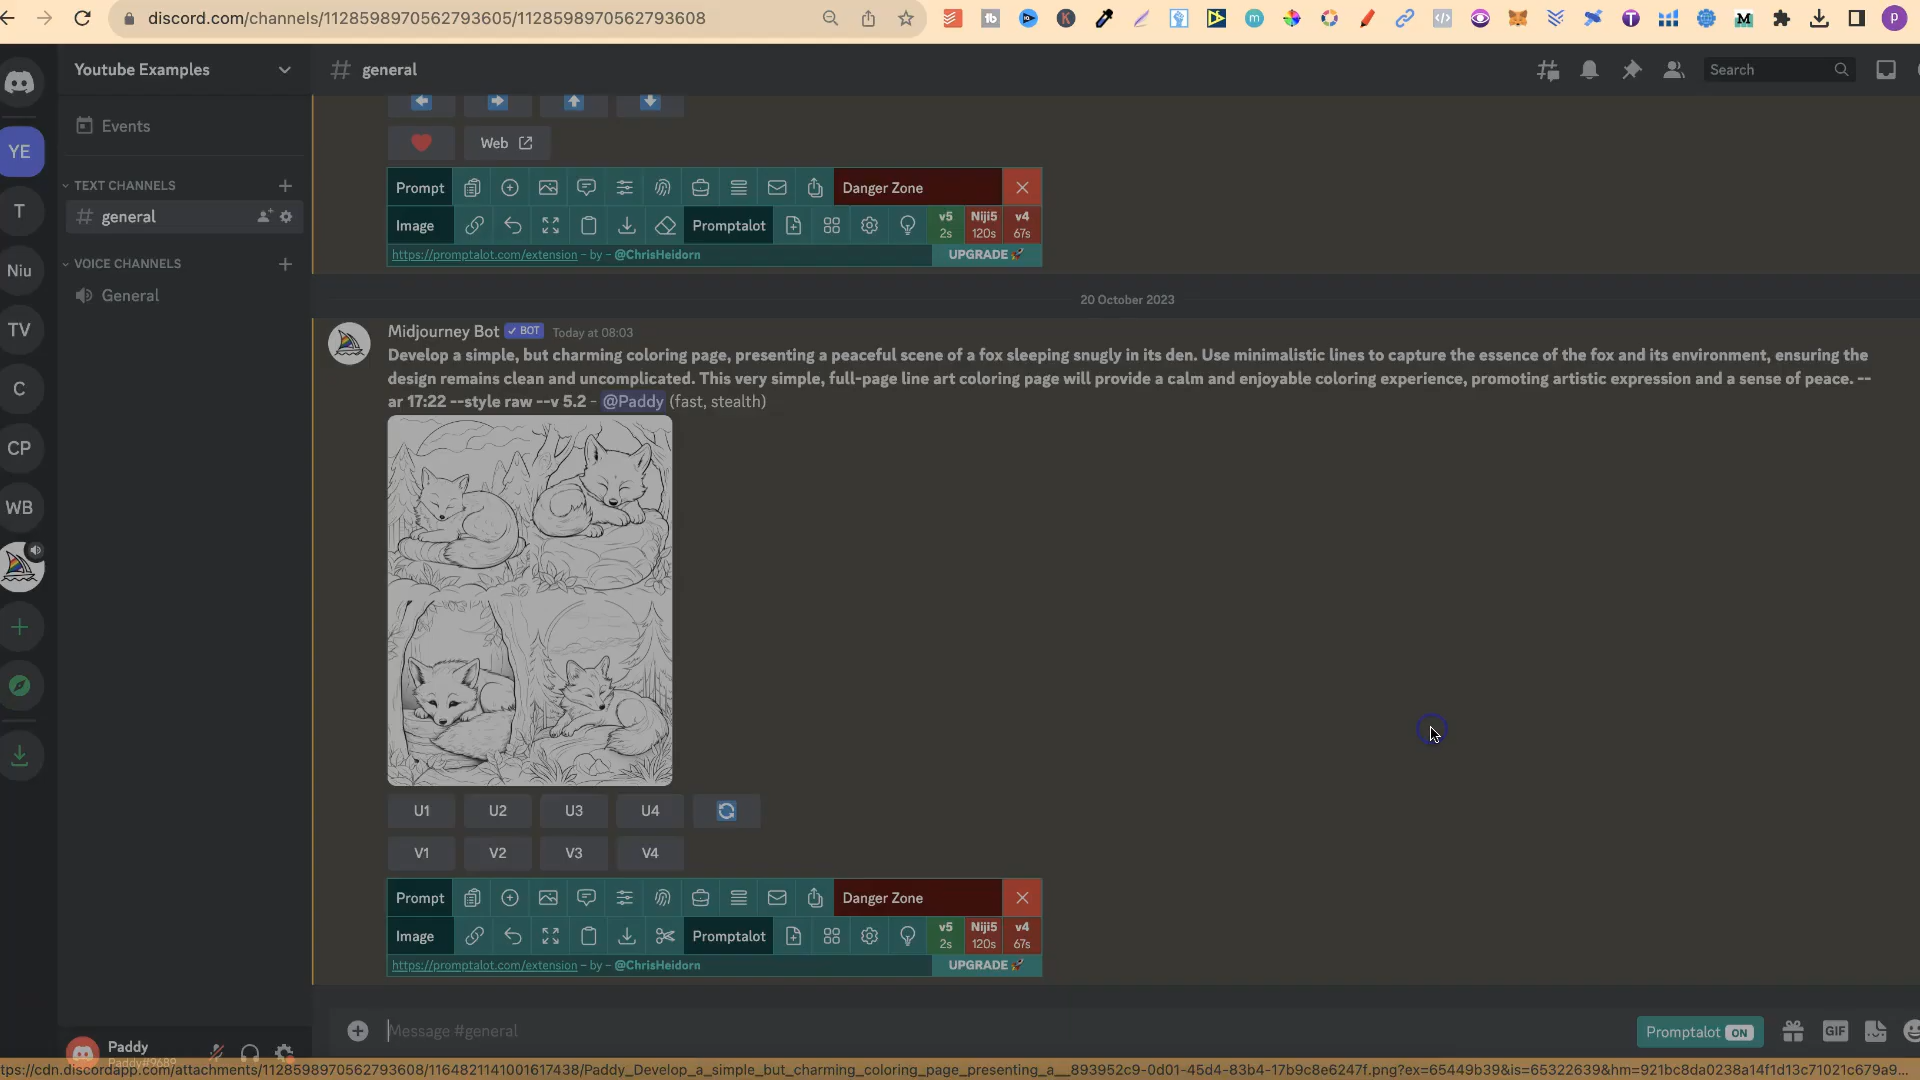 discord.com/channels/1128598970562793605/1128598970562793608
Youtube Examples
general
Search
Events
YE
TEXT CHANNELS
T
general
VOICE CHANNELS
Niu
General
TV
C
CP
WB
Web
Prompt
Danger Zone
Image
Promptalot
v5 2s
Niji5 120s
v4 67s
https://promptalot.com/extension - by - @ChrisHeidorn
UPGRADE
20 October 2023
Midjourney Bot BOT Today at 08:03
Develop a simple, but charming coloring page, presenting a peaceful scene of a fox sleeping snugly in its den. Use minimalistic lines to capture the essence of the fox and its environment, ensuring the
design remains clean and uncomplicated. This very simple, full-page line art coloring page will provide a calm and enjoyable coloring experience, promoting artistic expression and a sense of peace. --
ar 17:22 --style raw --v 5.2 - @Paddy (fast, stealth)
U1 U2 U3 U4
V1 V2 V3 V4
Prompt
Danger Zone
Image
Promptalot
v5 2s
Niji5 120s
v4 67s
https://promptalot.com/extension - by - @ChrisHeidorn
UPGRADE
Message #general
Promptalot ON
GIF
Paddy
tps://cdn.discordapp.com/attachments/1128598970562793608/1164821141001617438/Paddy_Develop_a_simple_but_charming_coloring_page_presenting_a__893952c9-0d01-45d4-83b4-17b9c8e6247f.png?ex=65449b39&is=65322639&hm=921bc8da0238a14f1d13c71021c679a9...